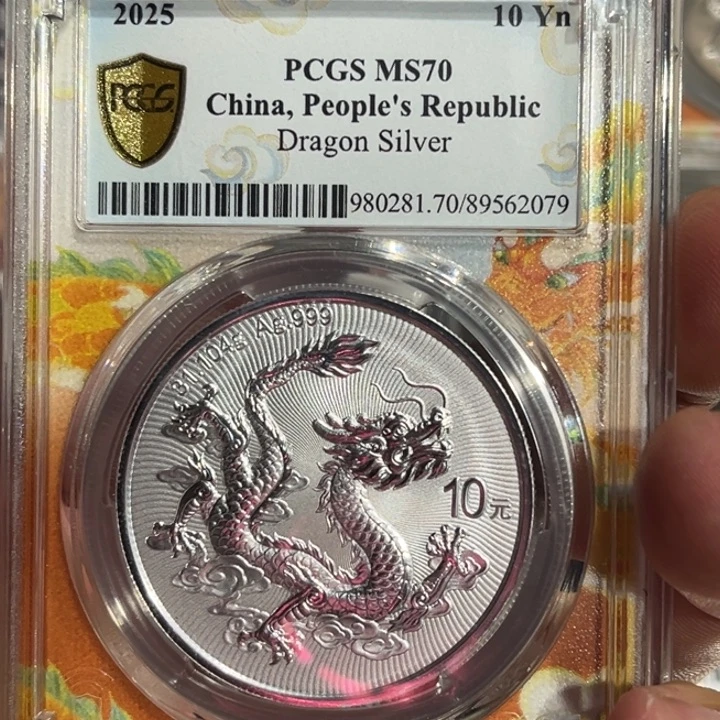 2025 10 Yn
PCGS PCGS MS70
China, People's Republic
Dragon Silver
980281.70/89562079
31.104g Ag.999
10元